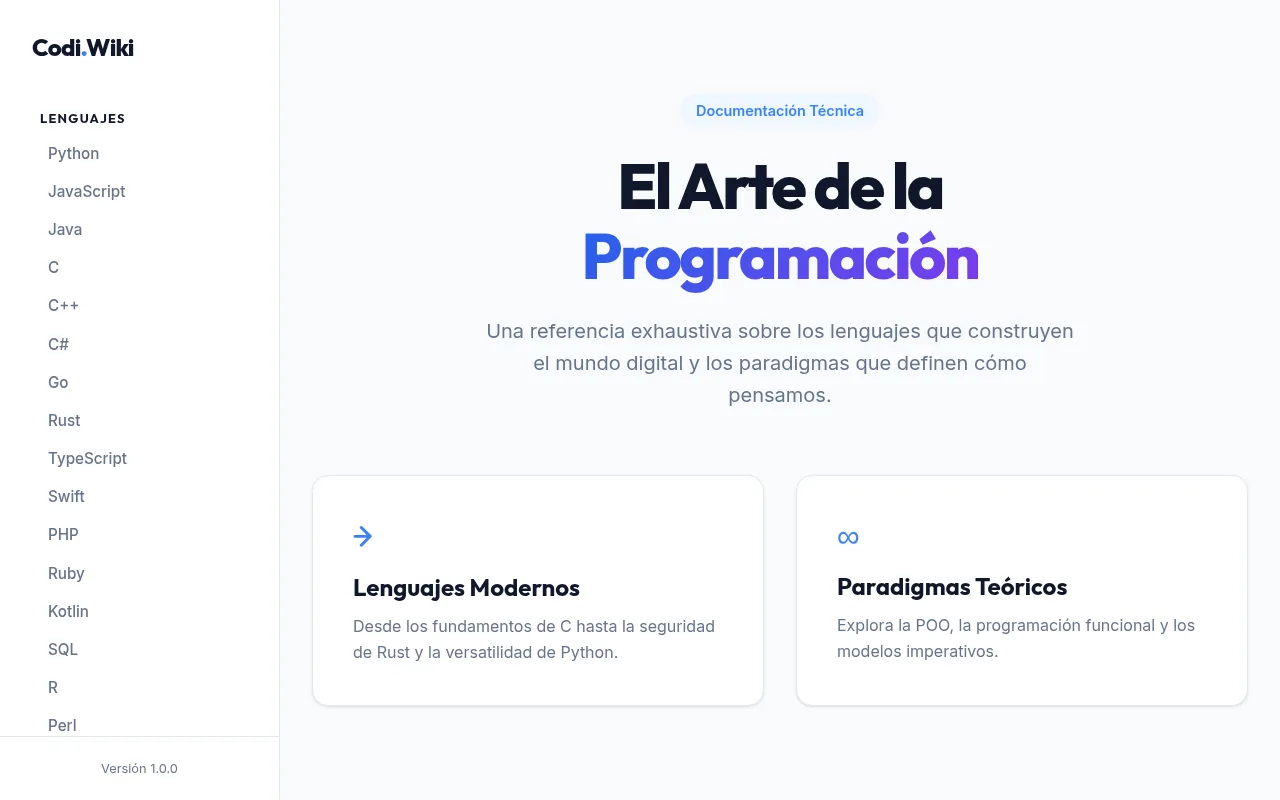 Codi.Wiki
LENGUAJES
Python
JavaScript
Java
C
C++
C#
Go
Rust
TypeScript
Swift
PHP
Ruby
Kotlin
SQL
R
Perl
Versión 1.0.0
Documentación Técnica
El Arte de la
Programación
Una referencia exhaustiva sobre los lenguajes que construyen
el mundo digital y los paradigmas que definen cómo
pensamos.
Lenguajes Modernos
Desde los fundamentos de C hasta la seguridad
de Rust y la versatilidad de Python.
Paradigmas Teóricos
Explora la POO, la programación funcional y los
modelos imperativos.